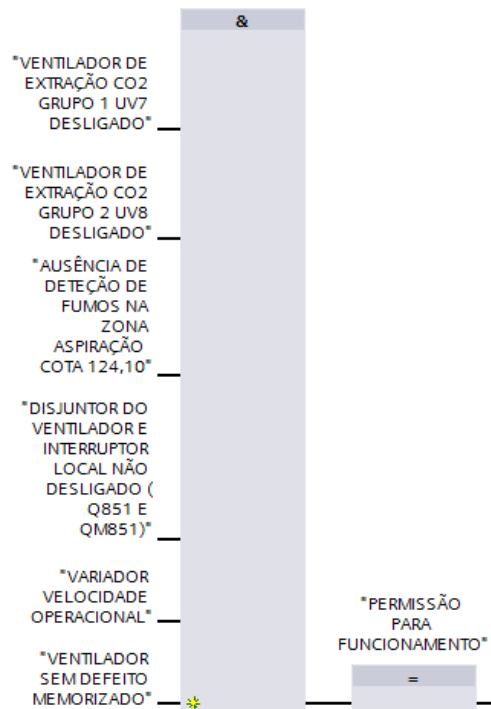 &
"VENTILADOR DE
EXTRAÇÃO CO2
GRUPO 1 UV7
DESLIGADO"
"VENTILADOR DE
EXTRAÇÃO CO2
GRUPO 2 UV8
DESLIGADO"
"AUSÊNCIA DE
DETEÇÃO DE
FUMOS NA
ZONA
ASPIRAÇÃO
COTA 124,10"
"DISJUNTOR DO
VENTILADOR E
INTERRUPTOR
LOCAL NÃO
DESLIGADO (
Q851 E
QM851)"
"VARIADOR
VELOCIDADE
OPERACIONAL"
"VENTILADOR
SEM DEFEITO
MEMORIZADO"
"PERMISSÃO
PARA
FUNCIONAMENTO"
=